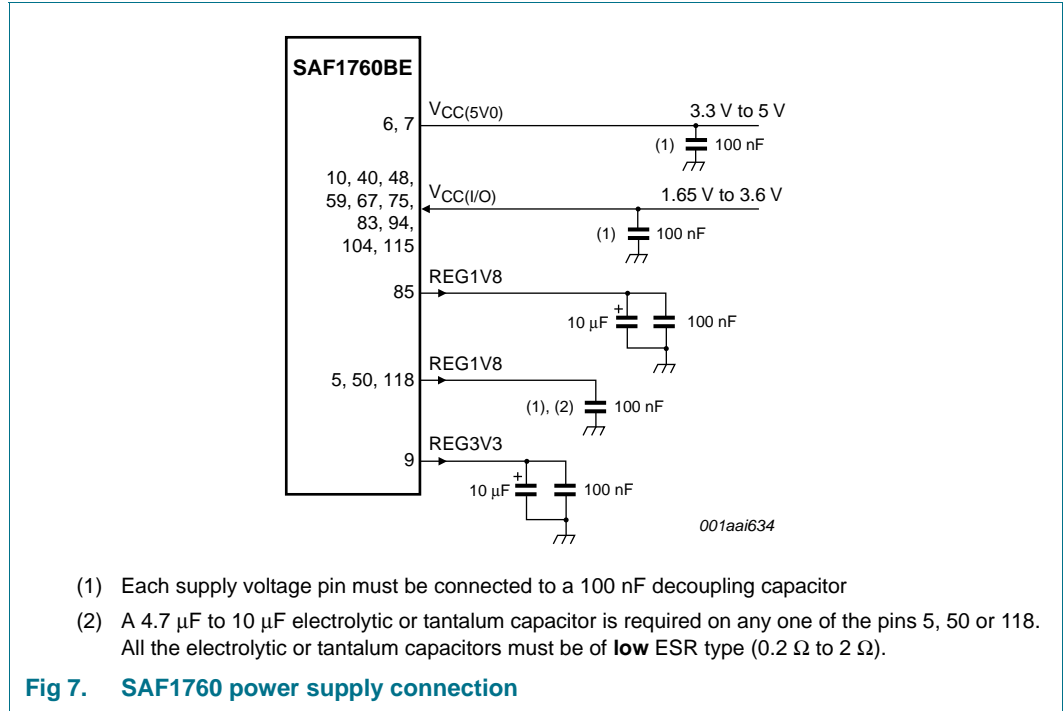 SAF1760BE
6, 7
VCC(5V0)
3.3 V to 5 V
(1)
100 nF
10, 40, 48,
59, 67, 75,
83, 94,
104, 115
VCC(I/O)
1.65 V to 3.6 V
(1)
100 nF
85
REG1V8
+
10 μF
100 nF
5, 50, 118
REG1V8
(1), (2)
100 nF
9
REG3V3
+
10 μF
100 nF
001aai634
(1) Each supply voltage pin must be connected to a 100 nF decoupling capacitor
(2) A 4.7 μF to 10 μF electrolytic or tantalum capacitor is required on any one of the pins 5, 50 or 118.
All the electrolytic or tantalum capacitors must be of low ESR type (0.2 Ω to 2 Ω).
Fig 7. SAF1760 power supply connection